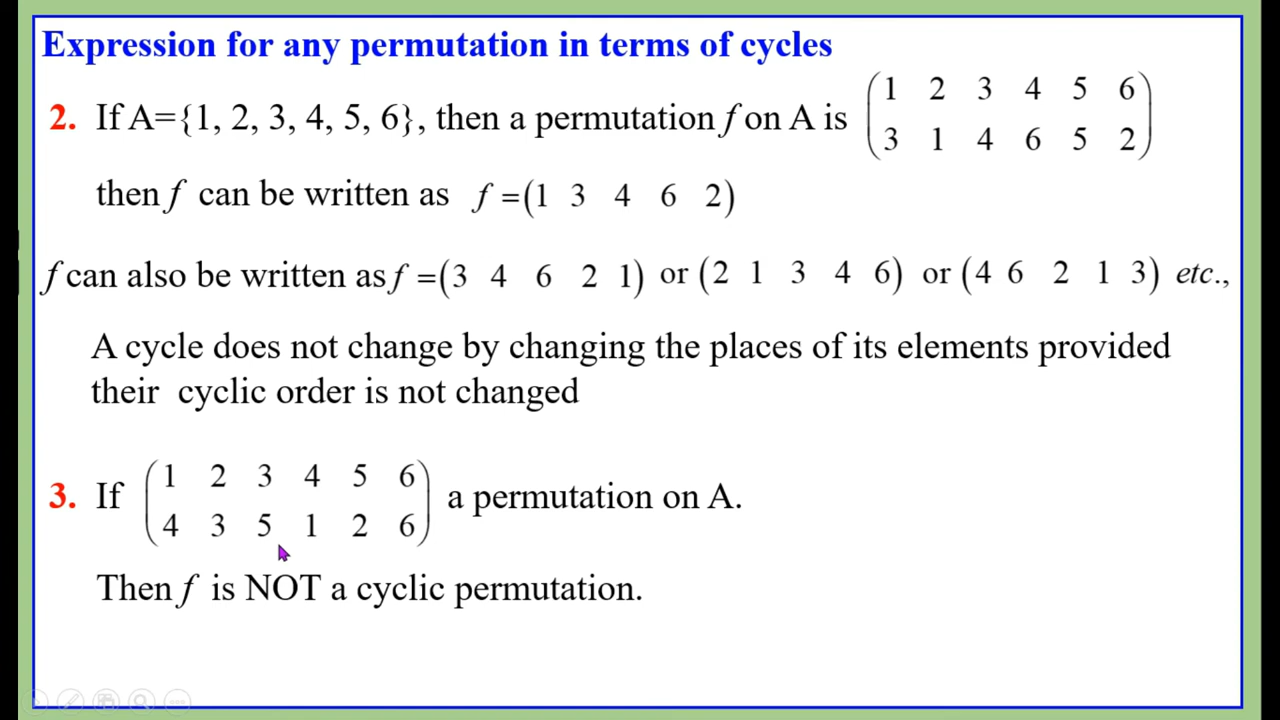 Expression for any permutation in terms of cycles
2. If A={1, 2, 3, 4, 5, 6}, then a permutation f on A is (1 2 3 4 5 6
3 1 4 6 5 2)
then f can be written as f =(1 3 4 6 2)
f can also be written as f =(3 4 6 2 1) or (2 1 3 4 6) or (4 6 2 1 3) etc.,
A cycle does not change by changing the places of its elements provided
their cyclic order is not changed
3. If (1 2 3 4 5 6
4 3 5 1 2 6) a permutation on A.
Then f is NOT a cyclic permutation.